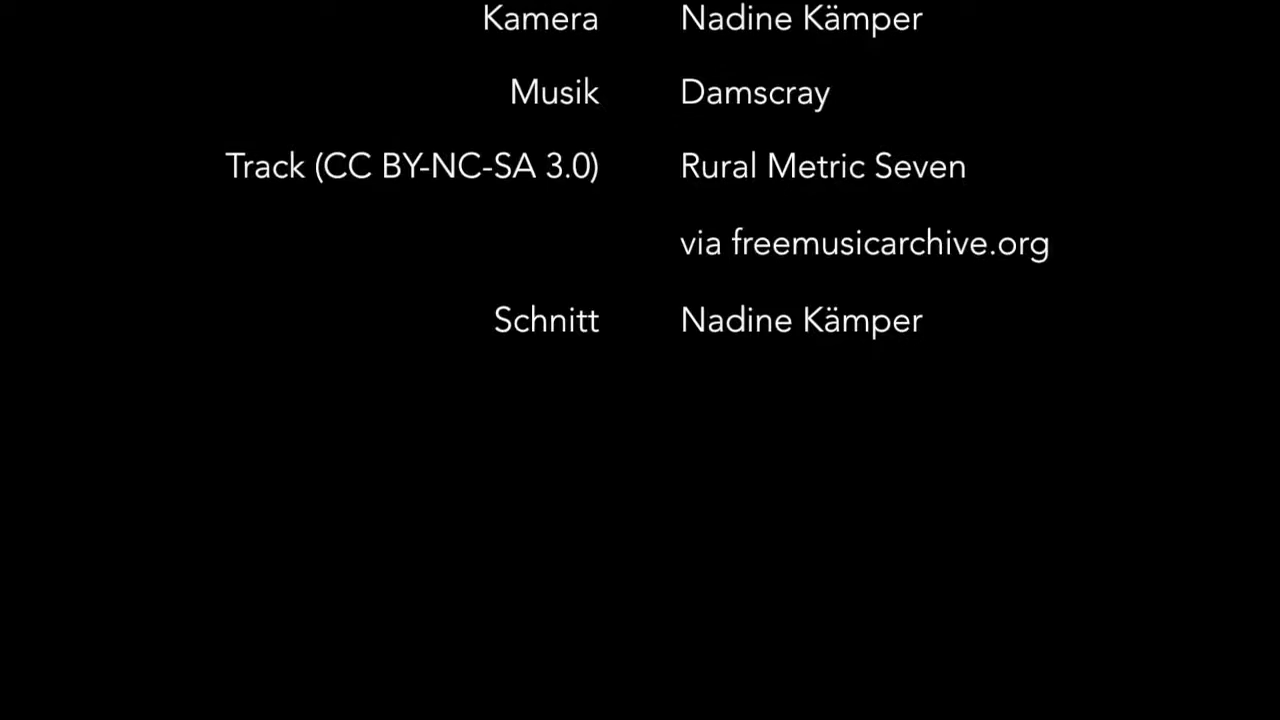 Kamera Nadine Kämper
Musik Damscray
Track (CC BY-NC-SA 3.0) Rural Metric Seven
via freemusicarchive.org
Schnitt Nadine Kämper